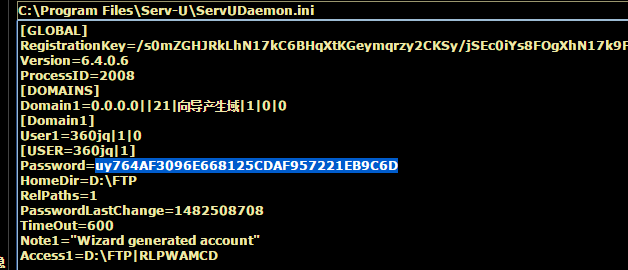 C:\Program Files\Serv-U\ServUDaemon.ini
[GLOBAL]
RegistrationKey=/s0mZGHJRkLhN17kC6BHqXtKGeymqrzy2CKSy/jSEc0iYs8FOgXhN17k9F
Version=6.4.0.6
ProcessID=2008
[DOMAINS]
Domain1=0.0.0.0||21|向导产生域|1|0|0
[Domain1]
User1=360jq|1|0
[USER=360jq|1]
Password=uy764AF3096E668125CDAF957221EB9C6D
HomeDir=D:\FTP
RelPaths=1
PasswordLastChange=1482508708
TimeOut=600
Note1="Wizard generated account"
Access1=D:\FTP|RLPWAMCD